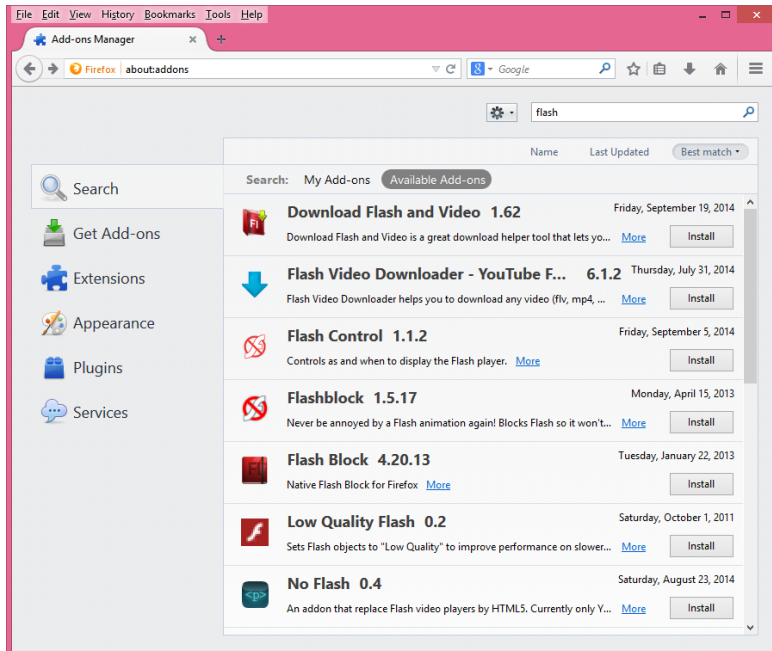 File Edit View History Bookmarks Tools Help
Add-ons Manager
Firefox about:addons
8 Google
flash
Name Last Updated Best match
Search: My Add-ons Available Add-ons
Search
Get Add-ons
Extensions
Appearance
Plugins
Services
Download Flash and Video 1.62 Friday, September 19, 2014
Download Flash and Video is a great download helper tool that lets yo... More Install
Flash Video Downloader - YouTube F... 6.1.2 Thursday, July 31, 2014
Flash Video Downloader helps you to download any video (flv, mp4, ... More Install
Flash Control 1.1.2 Friday, September 5, 2014
Controls as and when to display the Flash player. More Install
Flashblock 1.5.17 Monday, April 15, 2013
Never be annoyed by a Flash animation again! Blocks Flash so it won't... More Install
Flash Block 4.20.13 Tuesday, January 22, 2013
Native Flash Block for Firefox More Install
Low Quality Flash 0.2 Saturday, October 1, 2011
Sets Flash objects to "Low Quality" to improve performance on slower... More Install
No Flash 0.4 Saturday, August 23, 2014
<p>
An addon that replace Flash video players by HTML5. Currently only Y... More Install